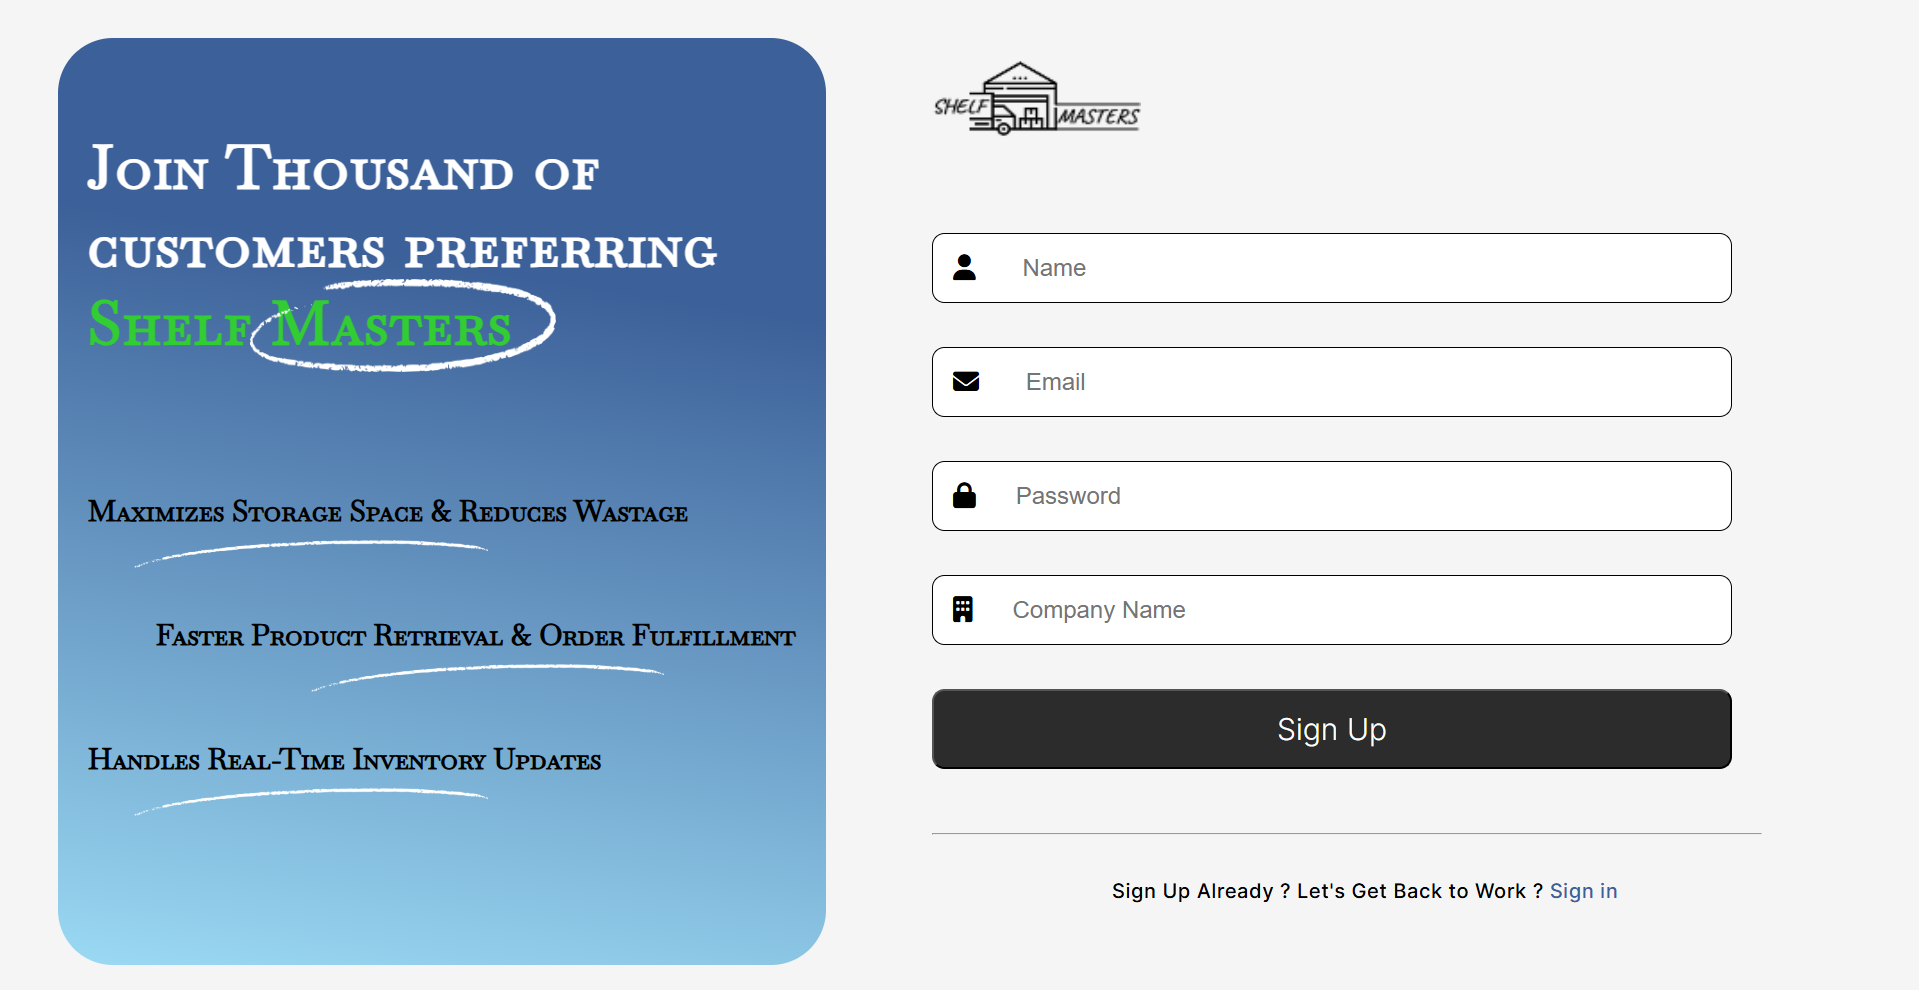 Join Thousand of
customers preferring
Shelf Masters
Maximizes Storage Space & Reduces Wastage
Faster Product Retrieval & Order Fulfillment
Handles Real-Time Inventory Updates
SHELF MASTERS
Name
Email
Password
Company Name
Sign Up
Sign Up Already ? Let's Get Back to Work ? Sign in